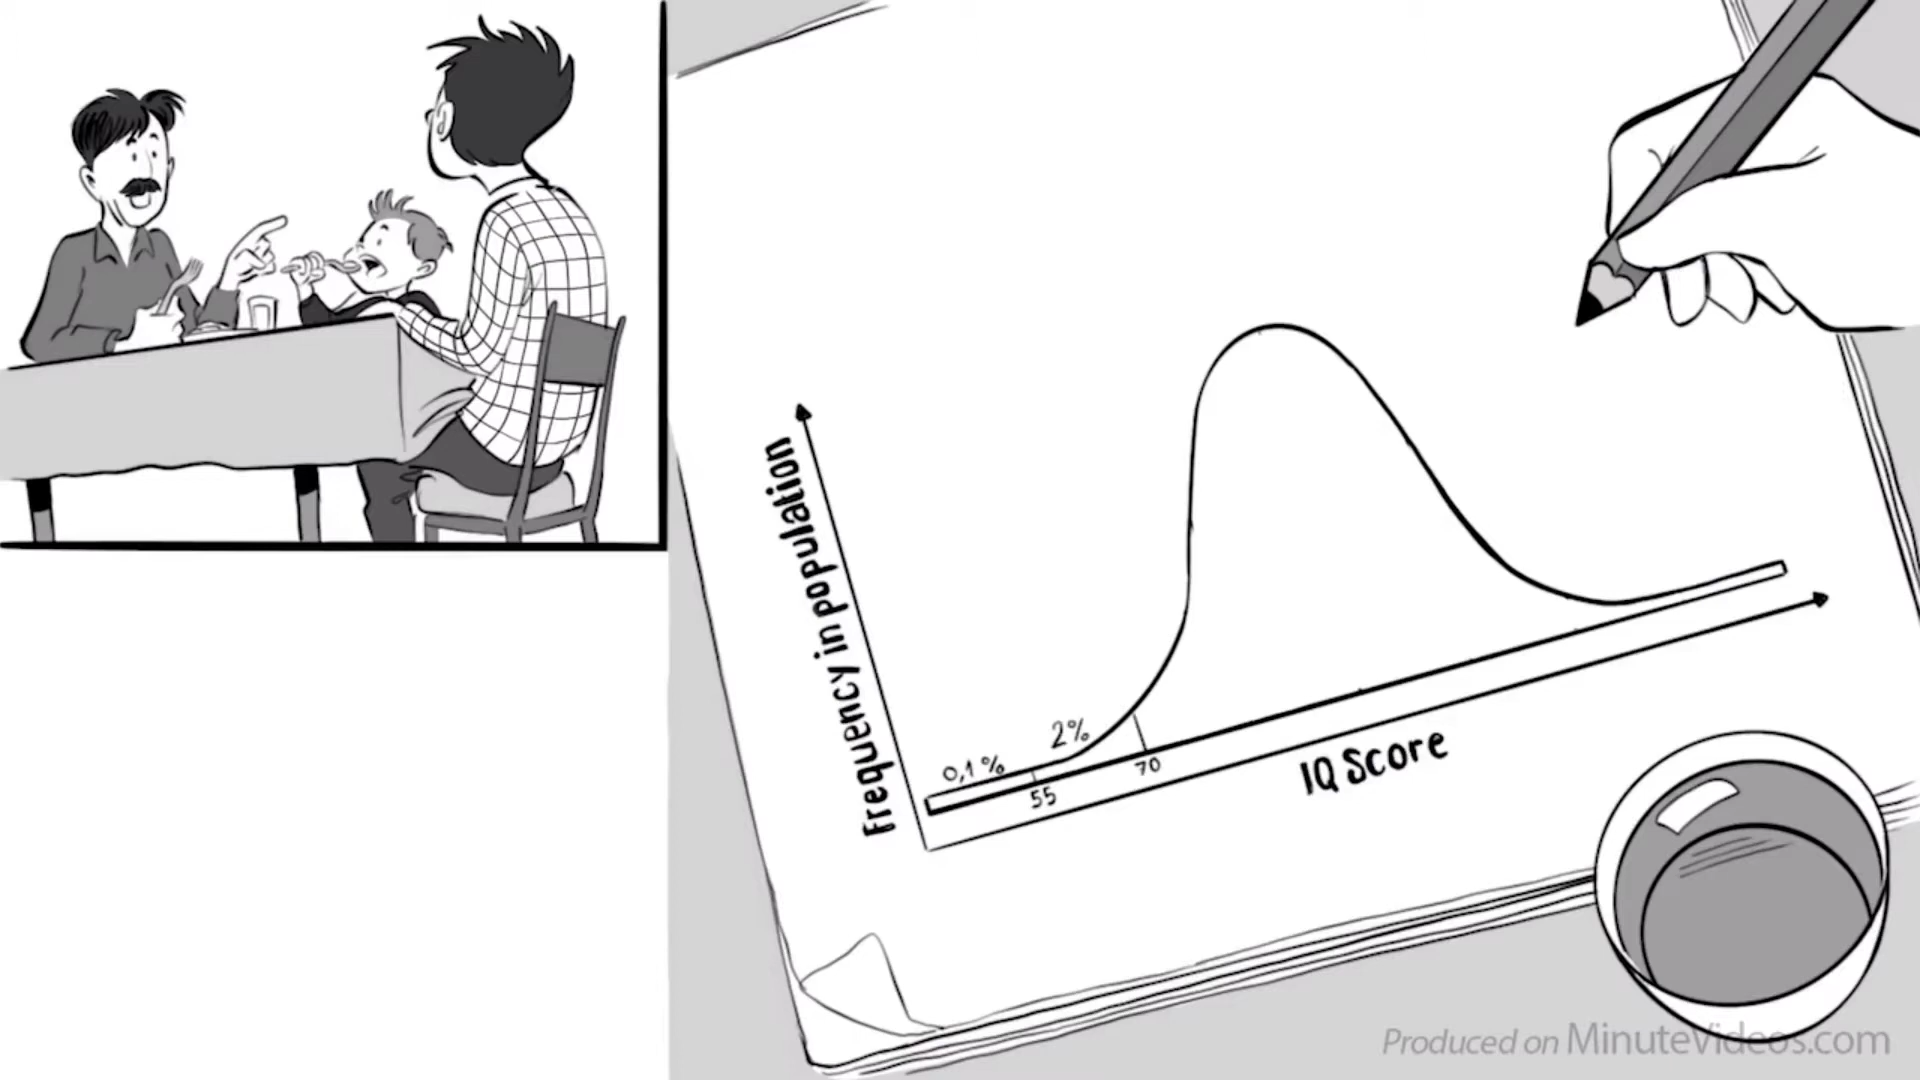 Frequency in population
0,1%
2%
55
70
IQ Score
Produced on MinuteVideos.com